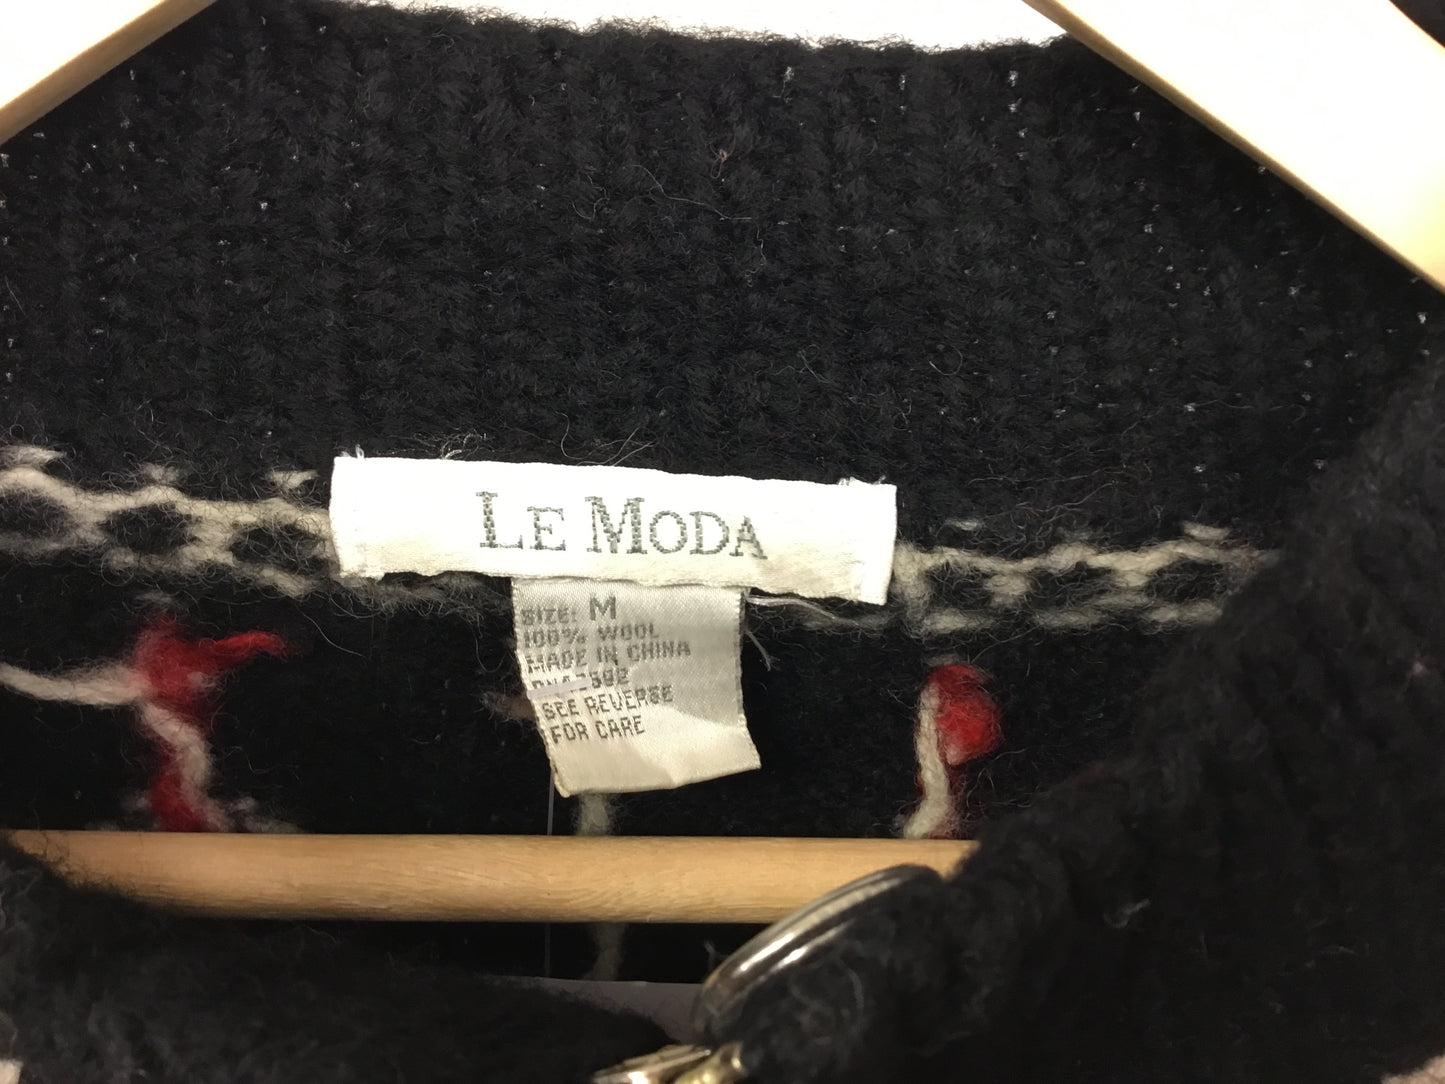 LE MODA
SIZE: M
100% WOOL
MADE IN CHINA
SEE REVERSE
FOR CARE